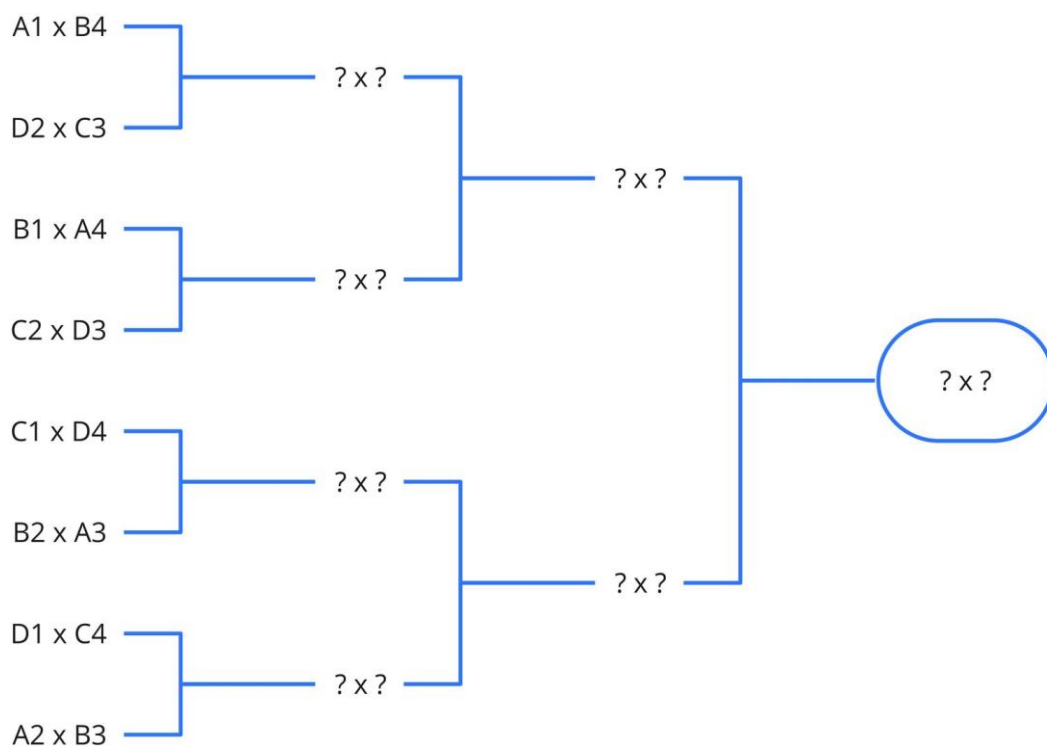 A1 x B4
? x ?
D2 x C3
? x ?
B1 x A4
? x ?
C2 x D3
? x ?
C1 x D4
? x ?
B2 x A3
? x ?
D1 x C4
? x ?
A2 x B3